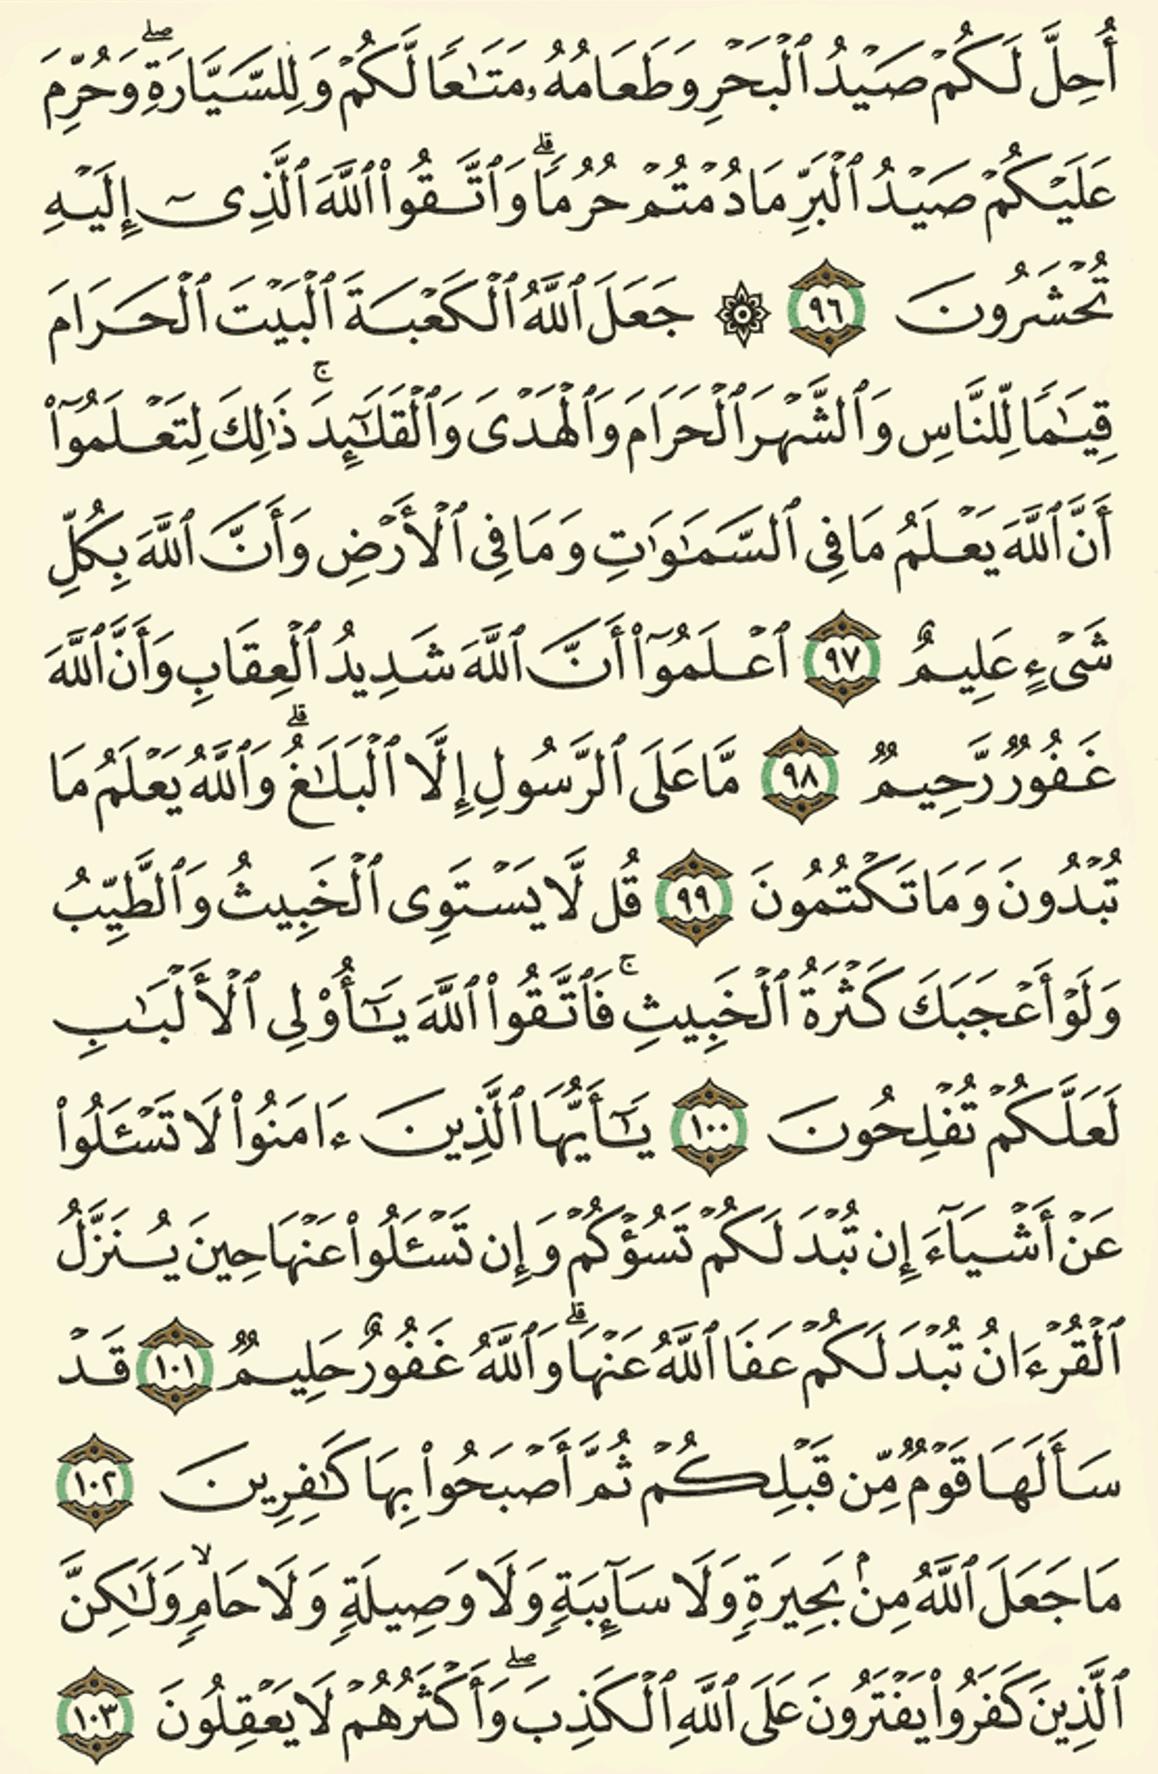 أُحِلَّ لَكُمْ صَيْدُ ٱلْبَحْرِ وَطَعَامُهُۥ مَتَٰعًا لَّكُمْ وَلِلسَّيَّارَةِ ۖ وَحُرِّمَ
عَلَيْكُمْ صَيْدُ ٱلْبَرِّ مَا دُمْتُمْ حُرُمًا ۗ وَٱتَّقُوا۟ ٱللَّهَ ٱلَّذِىٓ إِلَيْهِ
تُحْشَرُونَ ٩٦ ۞ جَعَلَ ٱللَّهُ ٱلْكَعْبَةَ ٱلْبَيْتَ ٱلْحَرَامَ
قِيَٰمًا لِّلنَّاسِ وَٱلشَّهْرَ ٱلْحَرَامَ وَٱلْهَدْىَ وَٱلْقَلَٰٓئِدَ ۚ ذَٰلِكَ لِتَعْلَمُوٓا۟
أَنَّ ٱللَّهَ يَعْلَمُ مَا فِى ٱلسَّمَٰوَٰتِ وَمَا فِى ٱلْأَرْضِ وَأَنَّ ٱللَّهَ بِكُلِّ
شَىْءٍ عَلِيمٌ ٩٧ ٱعْلَمُوٓا۟ أَنَّ ٱللَّهَ شَدِيدُ ٱلْعِقَابِ وَأَنَّ ٱللَّهَ
غَفُورٌ رَّحِيمٌ ٩٨ مَّا عَلَى ٱلرَّسُولِ إِلَّا ٱلْبَلَٰغُ ۗ وَٱللَّهُ يَعْلَمُ مَا
تُبْدُونَ وَمَا تَكْتُمُونَ ٩٩ قُل لَّا يَسْتَوِى ٱلْخَبِيثُ وَٱلطَّيِّبُ
وَلَوْ أَعْجَبَكَ كَثْرَةُ ٱلْخَبِيثِ ۚ فَٱتَّقُوا۟ ٱللَّهَ يَٰٓأُو۟لِى ٱلْأَلْبَٰبِ
لَعَلَّكُمْ تُفْلِحُونَ ١٠٠ يَٰٓأَيُّهَا ٱلَّذِينَ ءَامَنُوا۟ لَا تَسْـَٔلُوا۟
عَنْ أَشْيَآءَ إِن تُبْدَ لَكُمْ تَسُؤْكُمْ وَإِن تَسْـَٔلُوا۟ عَنْهَا حِينَ يُنَزَّلُ
ٱلْقُرْءَانُ تُبْدَ لَكُمْ عَفَا ٱللَّهُ عَنْهَا ۗ وَٱللَّهُ غَفُورٌ حَلِيمٌ ١٠١ قَدْ
سَأَلَهَا قَوْمٌ مِّن قَبْلِكُمْ ثُمَّ أَصْبَحُوا۟ بِهَا كَٰفِرِينَ ١٠٢
مَا جَعَلَ ٱللَّهُ مِنۢ بَحِيرَةٍ وَلَا سَآئِبَةٍ وَلَا وَصِيلَةٍ وَلَا حَامٍ ۙ وَلَٰكِنَّ
ٱلَّذِينَ كَفَرُوا۟ يَفْتَرُونَ عَلَى ٱللَّهِ ٱلْكَذِبَ ۖ وَأَكْثَرُهُمْ لَا يَعْقِلُونَ ١٠٣